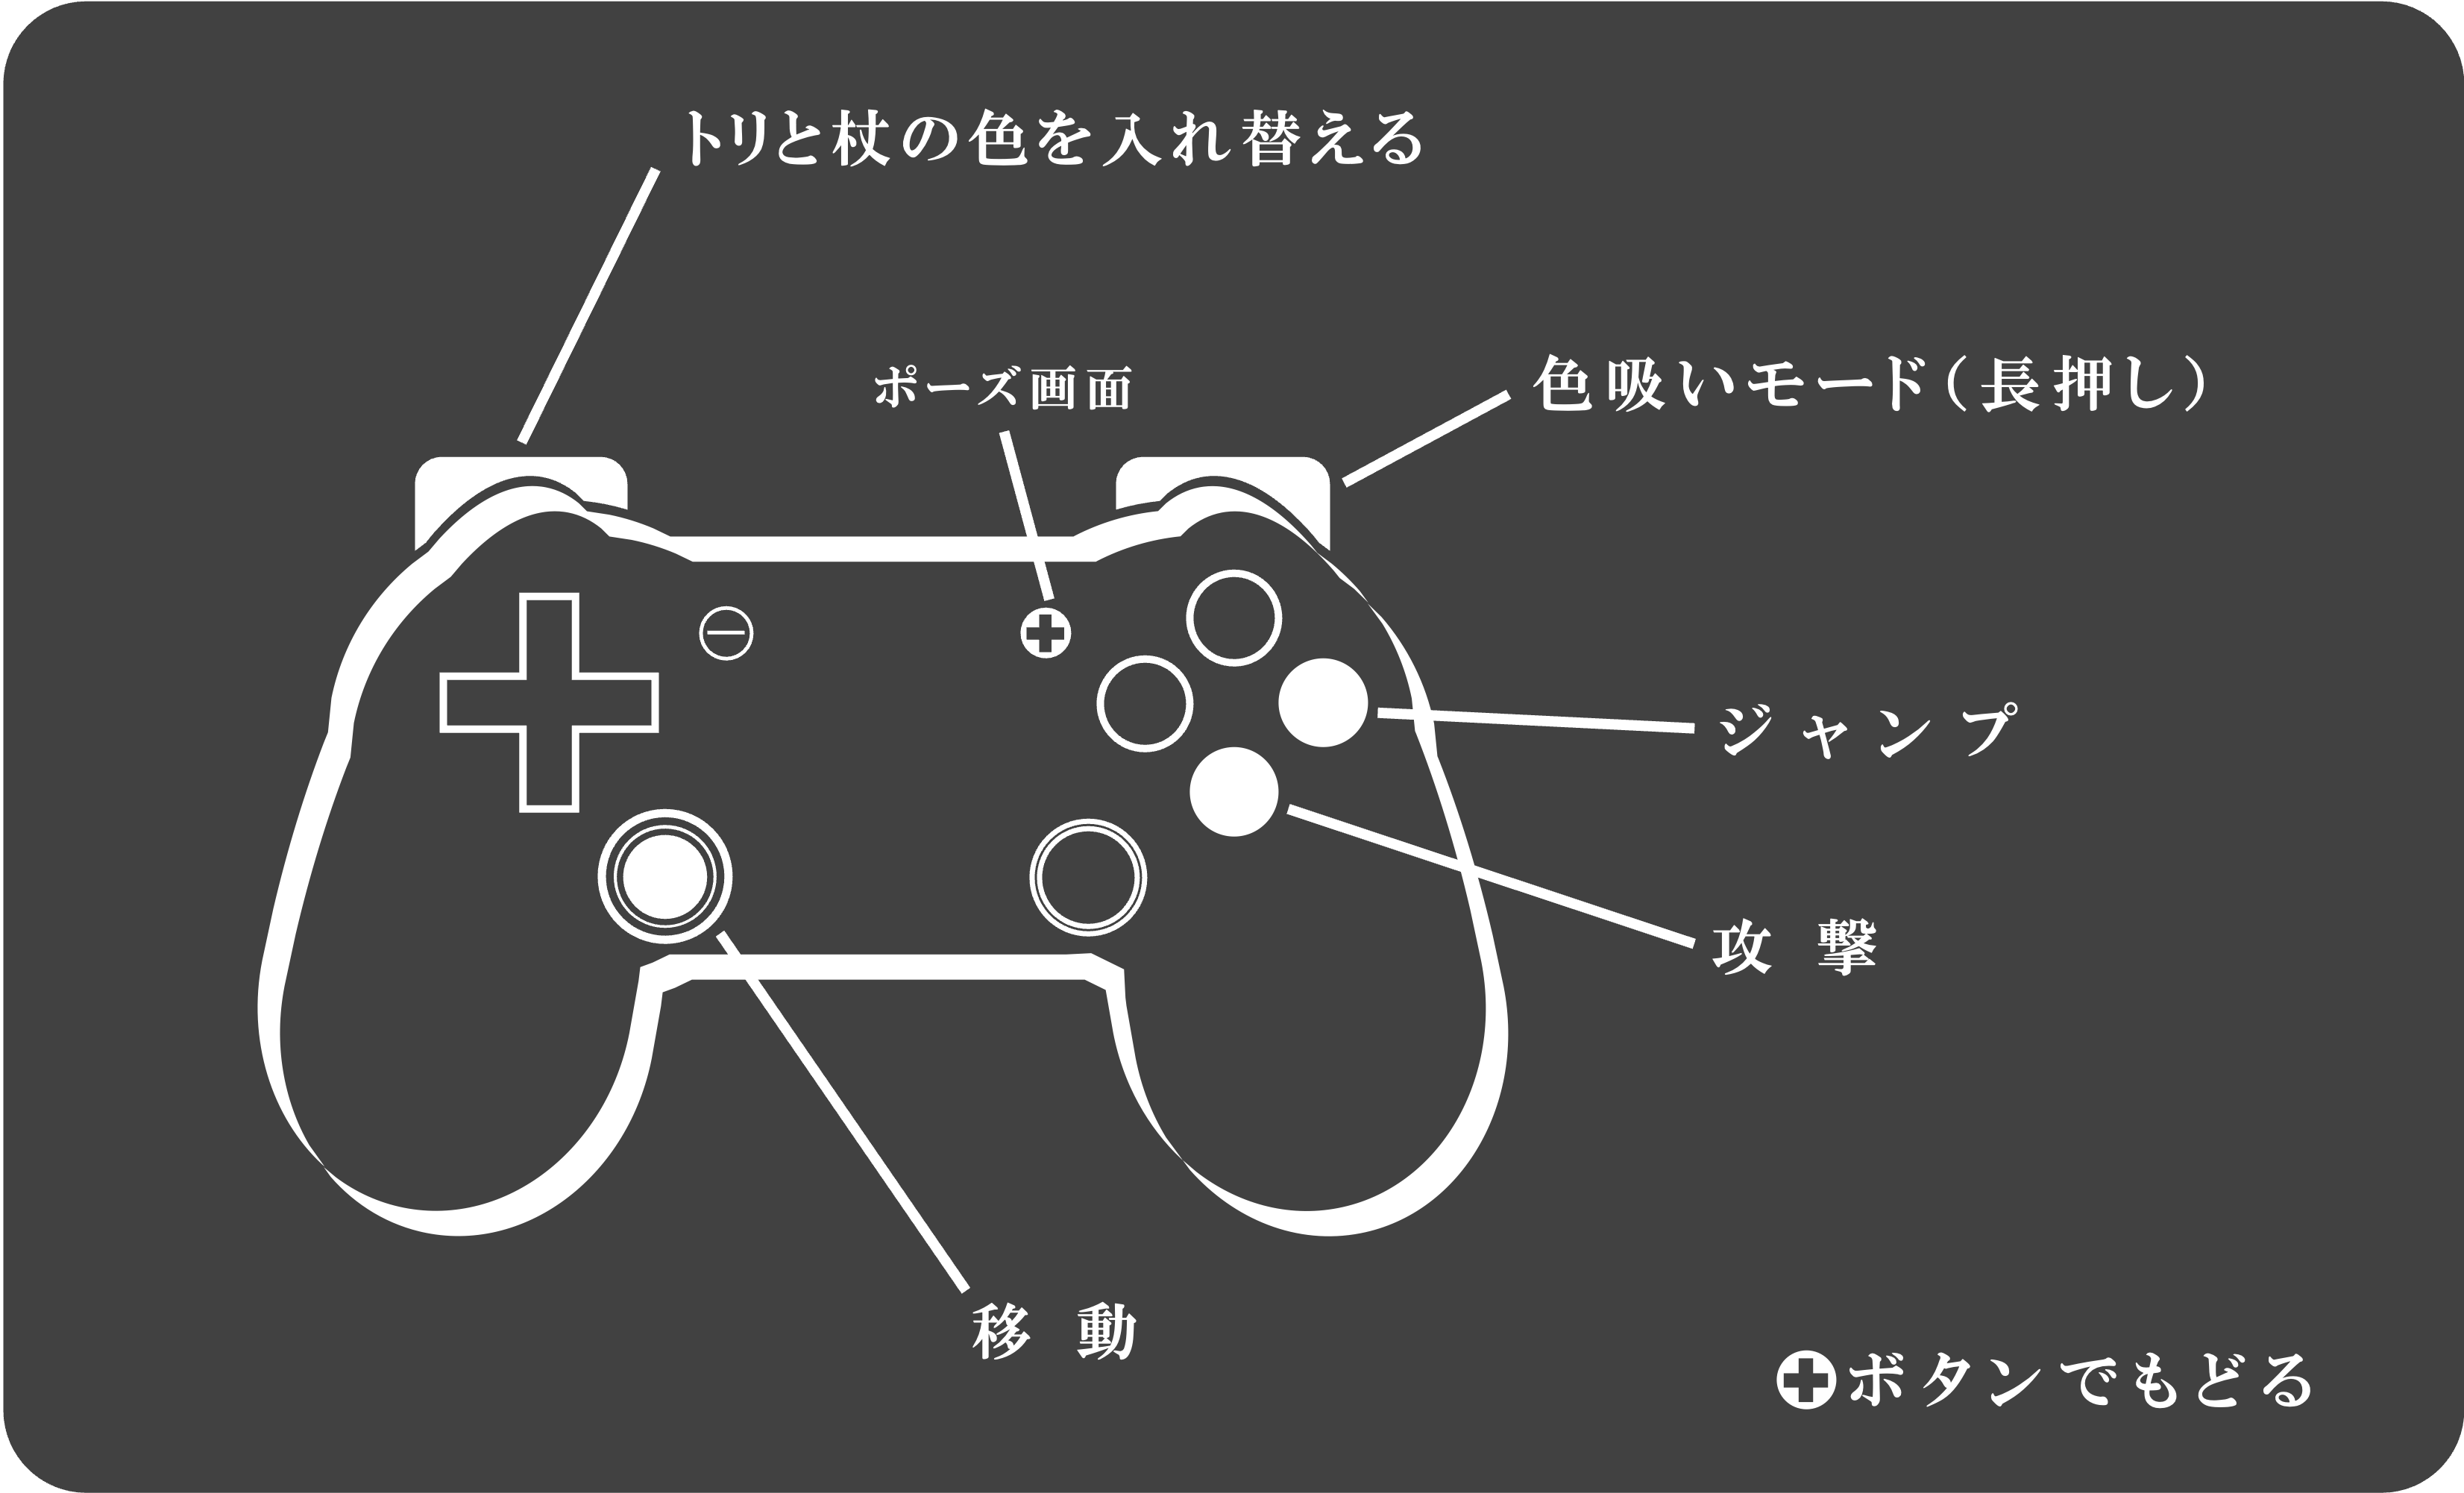 トリと杖の色を入れ替える
ポーズ画面
色吸いモード(長押し)
ジャンプ
攻撃
移動
ボタンでもどる